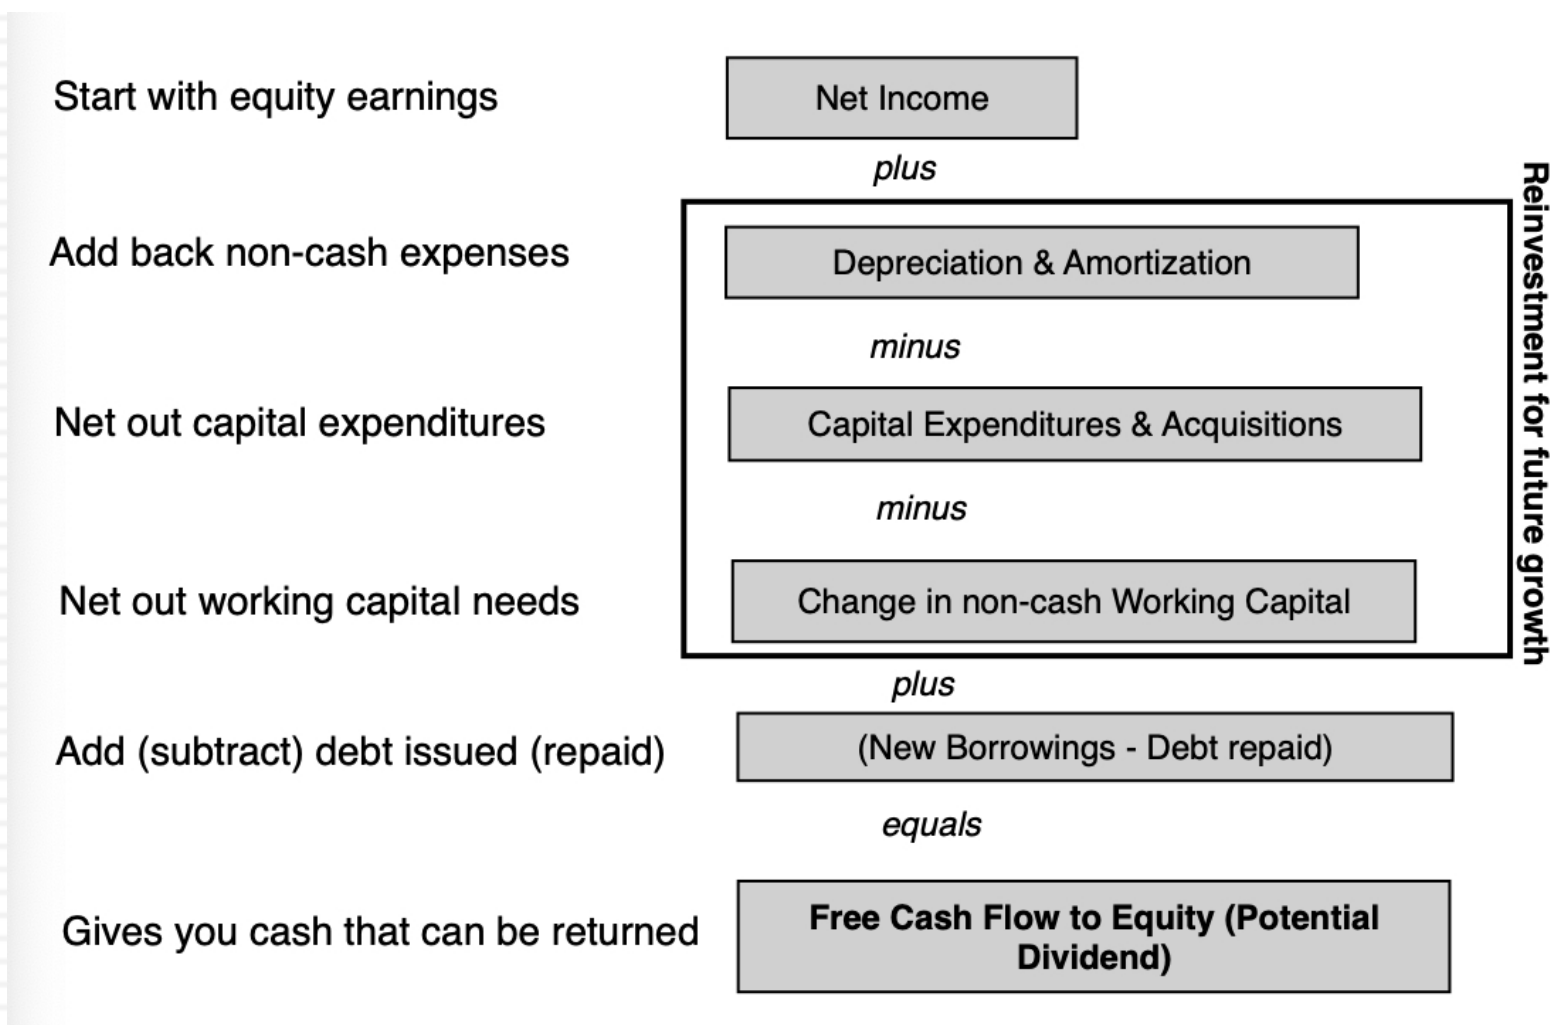 Start with equity earnings
Net Income
plus
Add back non-cash expenses
Depreciation & Amortization
minus
Net out capital expenditures
Capital Expenditures & Acquisitions
minus
Net out working capital needs
Change in non-cash Working Capital
Reinvestment for future growth
plus
Add (subtract) debt issued (repaid)
(New Borrowings - Debt repaid)
equals
Gives you cash that can be returned
Free Cash Flow to Equity (Potential
Dividend)